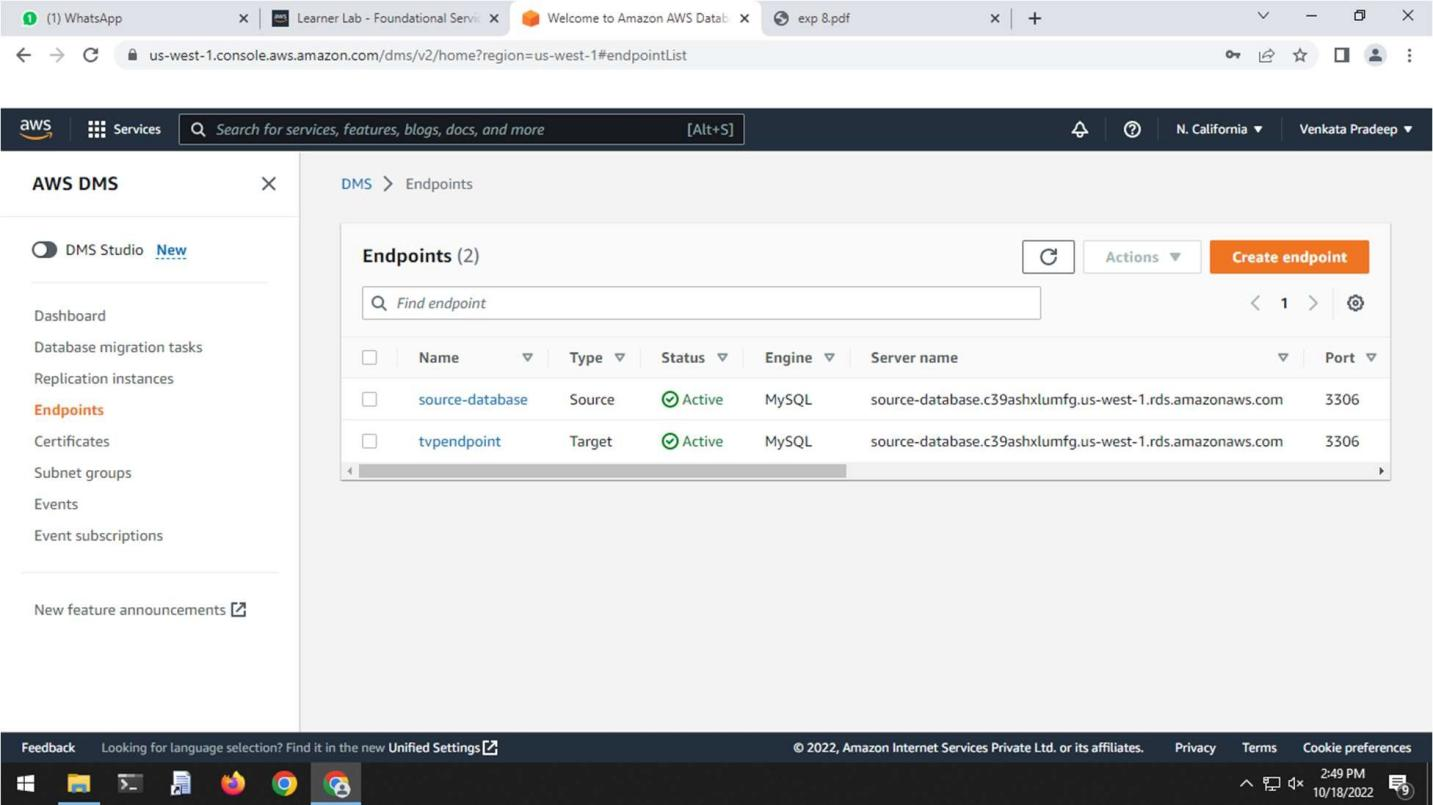 (1) WhatsApp
Learner Lab - Foundational Servic
Welcome to Amazon AWS Datab
exp 8.pdf
us-west-1.console.aws.amazon.com/dms/v2/home?region=us-west-1#endpointList
aws Services Search for services, features, blogs, docs, and more [Alt+S] N. California Venkata Pradeep
AWS DMS
DMS Studio New
Dashboard
Database migration tasks
Replication instances
Endpoints
Certificates
Subnet groups
Events
Event subscriptions
New feature announcements
DMS > Endpoints
Endpoints (2) Actions Create endpoint
Find endpoint 1
Name Type Status Engine Server name Port
source-database Source Active MySQL source-database.c39ashxlumfg.us-west-1.rds.amazonaws.com 3306
tvpendpoint Target Active MySQL source-database.c39ashxlumfg.us-west-1.rds.amazonaws.com 3306
Feedback Looking for language selection? Find it in the new Unified Settings © 2022, Amazon Internet Services Private Ltd. or its affiliates. Privacy Terms Cookie preferences
2:49 PM
10/18/2022
9